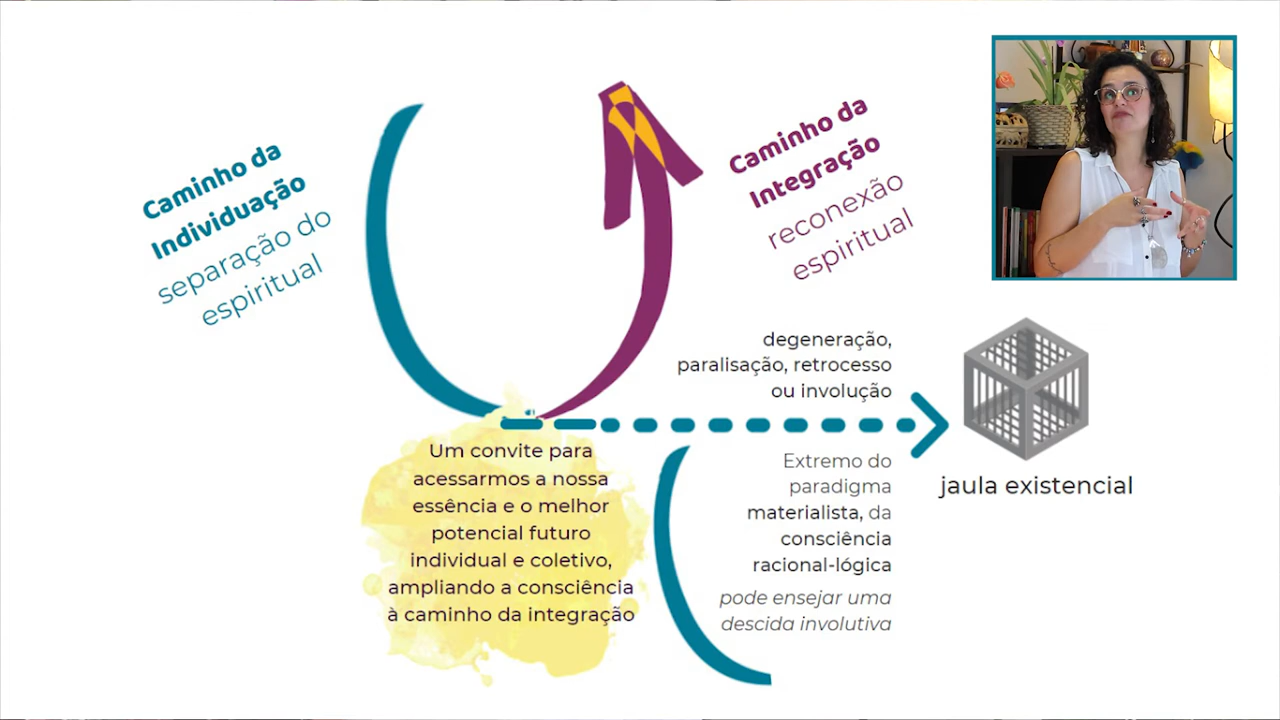 Caminho da
Individuação
separação do
espiritual
Caminho da
Integração
reconexão
espiritual
degeneração,
paralisação, retrocesso
ou involução
jaula existencial
Um convite para
acessarmos a nossa
essência e o melhor
potencial futuro
individual e coletivo,
ampliando a consciência
à caminho da integração
Extremo do
paradigma
materialista, da
consciência
racional-lógica
pode ensejar uma
descida involutiva